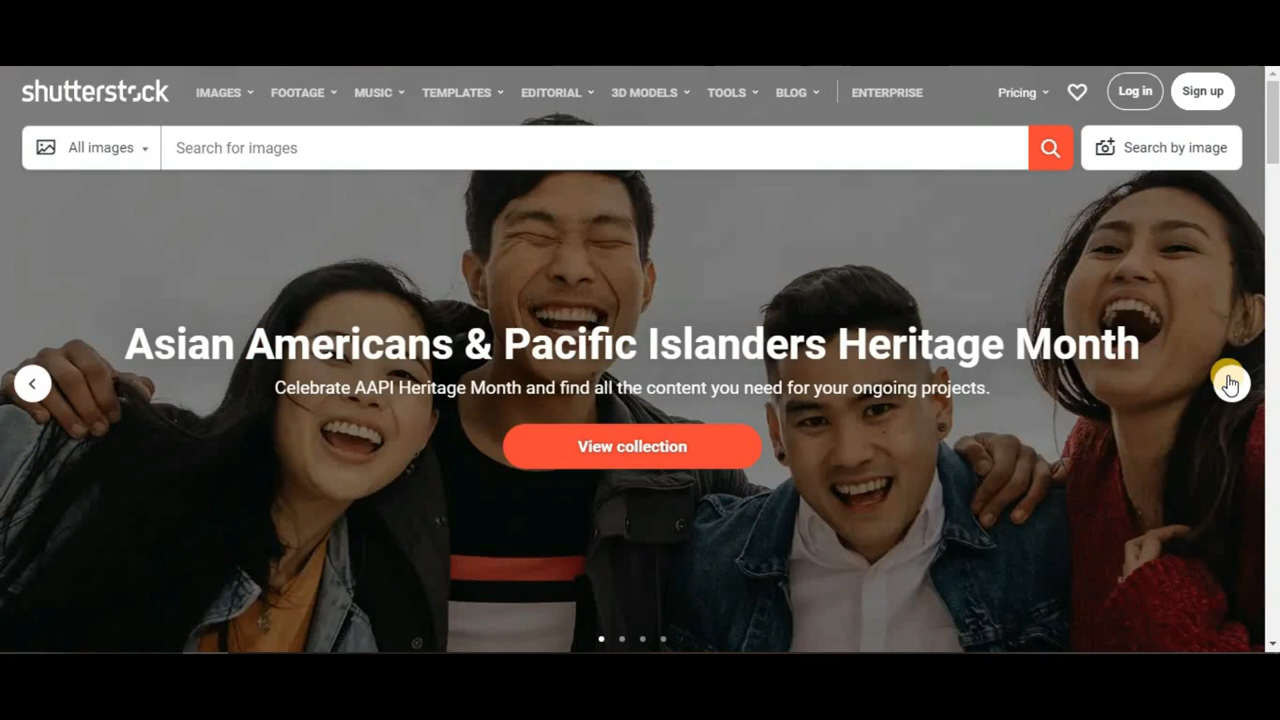 shutterstock IMAGES FOOTAGE MUSIC TEMPLATES EDITORIAL 3D MODELS TOOLS BLOG ENTERPRISE Pricing Log in Sign up
All images Search for images Search by image
Asian Americans & Pacific Islanders Heritage Month
Celebrate AAPI Heritage Month and find all the content you need for your ongoing projects.
View collection